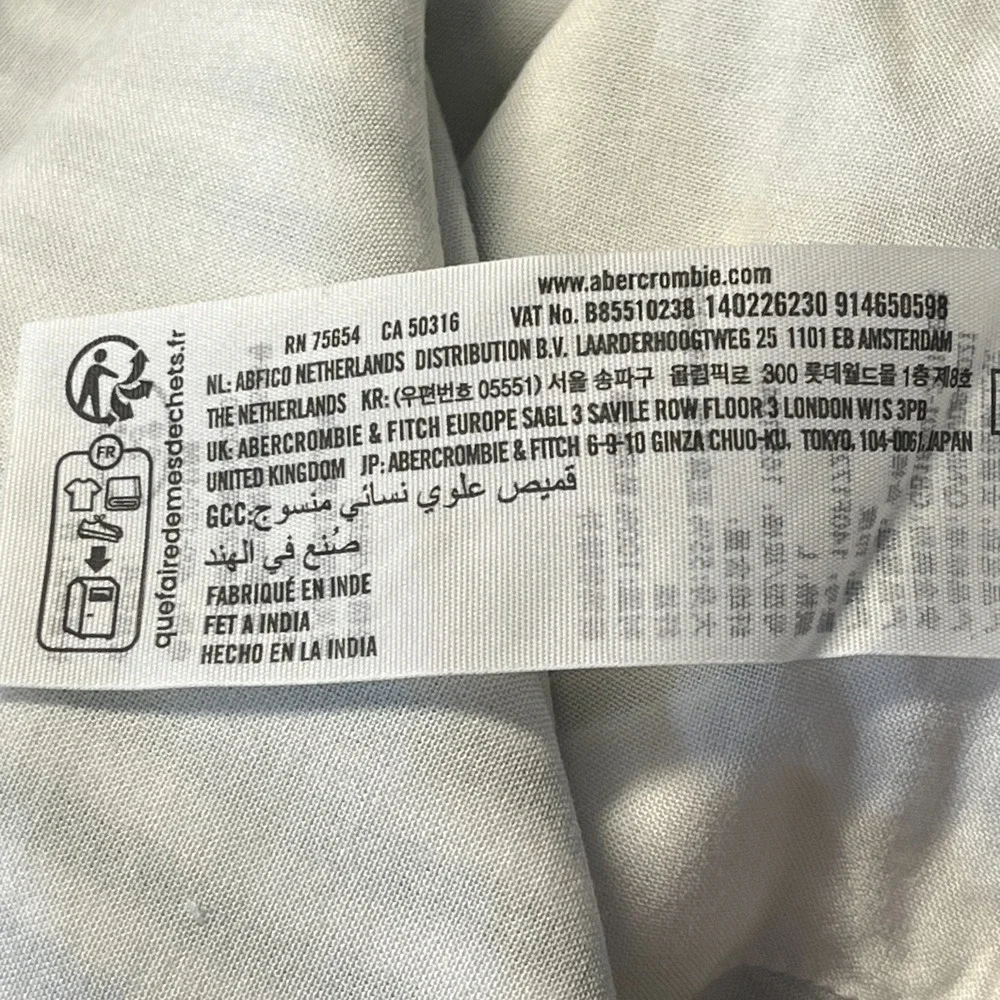 www.abercrombie.com
RN 75654 CA 50316 VAT No. B85510238 140226230 914650598
NL: ABFICO NETHERLANDS DISTRIBUTION B.V. LAARDERHOOGTWEG 25 1101 EB AMSTERDAM
THE NETHERLANDS KR: (우편번호 05551) 서울 송파구 올림픽로 300 롯데월드몰 1층 제8호
UK: ABERCROMBIE & FITCH EUROPE SAGL 3 SAVILE ROW FLOOR 3 LONDON W1S 3PB
UNITED KINGDOM JP: ABERCROMBIE & FITCH 6-9-10 GINZA CHUO-KU, TOKYO, 104-0061 JAPAN
GCC: قميص علوي نسائي منسوج
صُنع في الهند
FABRIQUÉ EN INDE
FET A INDIA
HECHO EN LA INDIA
FR
quefairedemesdechets.fr